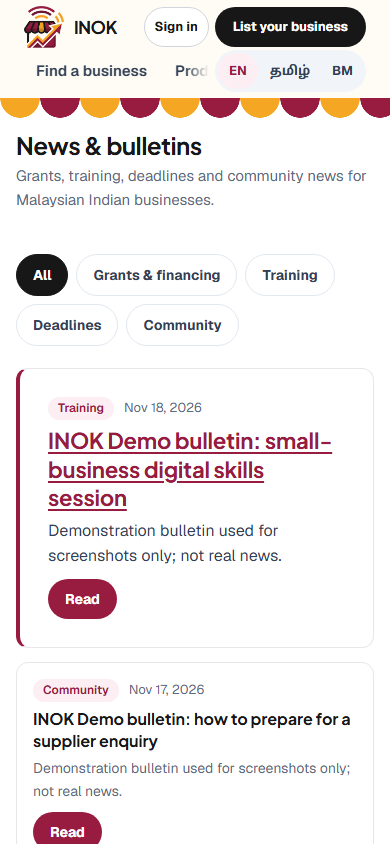 INOK
Sign in
List your business
Find a business
Prod
EN
தமிழ்
BM
News & bulletins
Grants, training, deadlines and community news for
Malaysian Indian businesses.
All
Grants & financing
Training
Deadlines
Community
Training
Nov 18, 2026
INOK Demo bulletin: small-
business digital skills
session
Demonstration bulletin used for
screenshots only; not real news.
Read
Community
Nov 17, 2026
INOK Demo bulletin: how to prepare for a
supplier enquiry
Demonstration bulletin used for screenshots only;
not real news.
Read